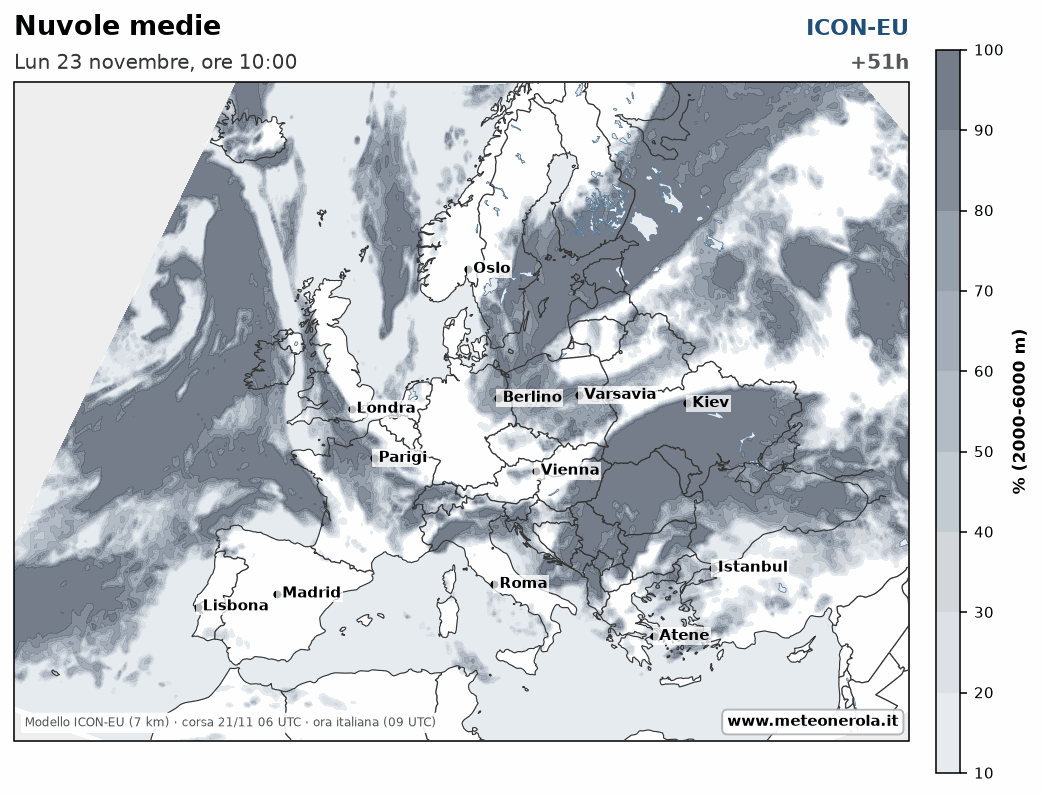 Nuvole medie
ICON-EU
Lun 23 novembre, ore 10:00
+51h
100
90
80
70
60
50
40
30
20
10
% (2000-6000 m)
Oslo
Londra
Berlino
Varsavia
Kiev
Parigi
Vienna
Istanbul
Roma
Madrid
Lisbona
Atene
Modello ICON-EU (7 km) · corsa 21/11 06 UTC · ora italiana (09 UTC)
www.meteonerola.it